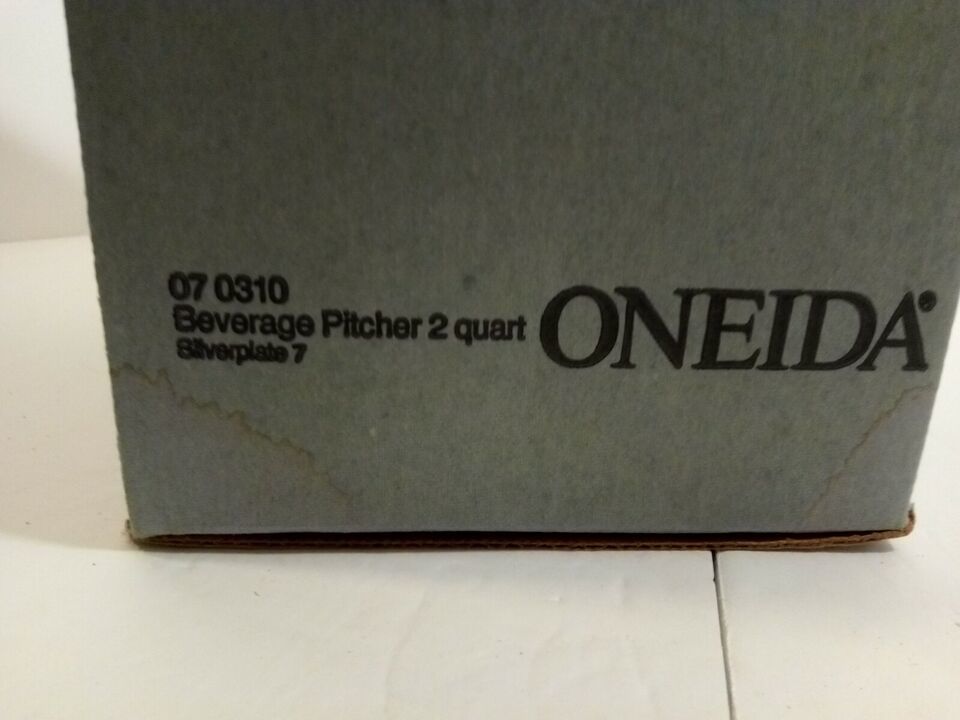 07 0310
Beverage Pitcher 2 quart
Silverplate 7
ONEIDA®